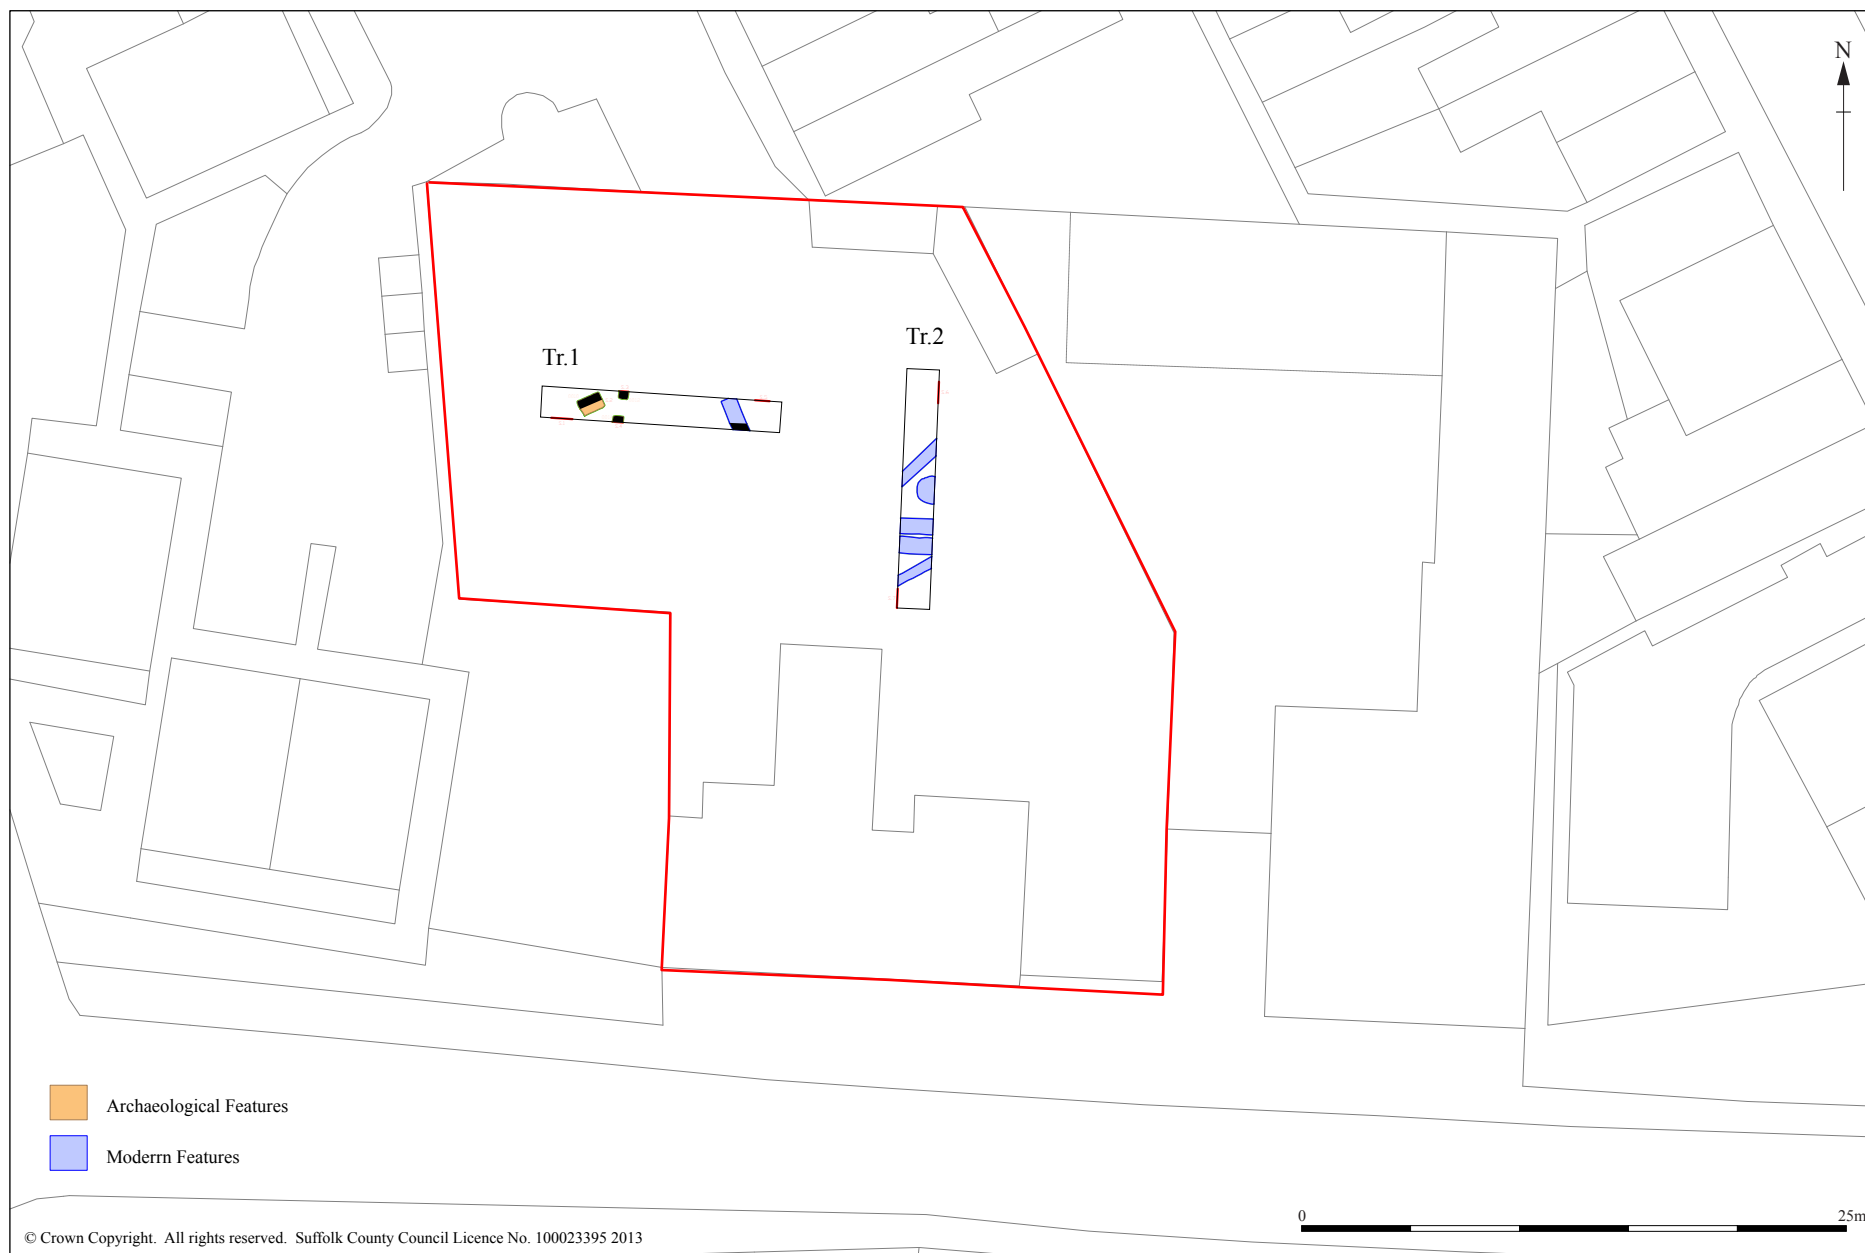 N
Tr.2
Tr.1
Archaeological Features
Moderrn Features
0
25m
© Crown Copyright. All rights reserved. Suffolk County Council Licence No. 100023395 2013